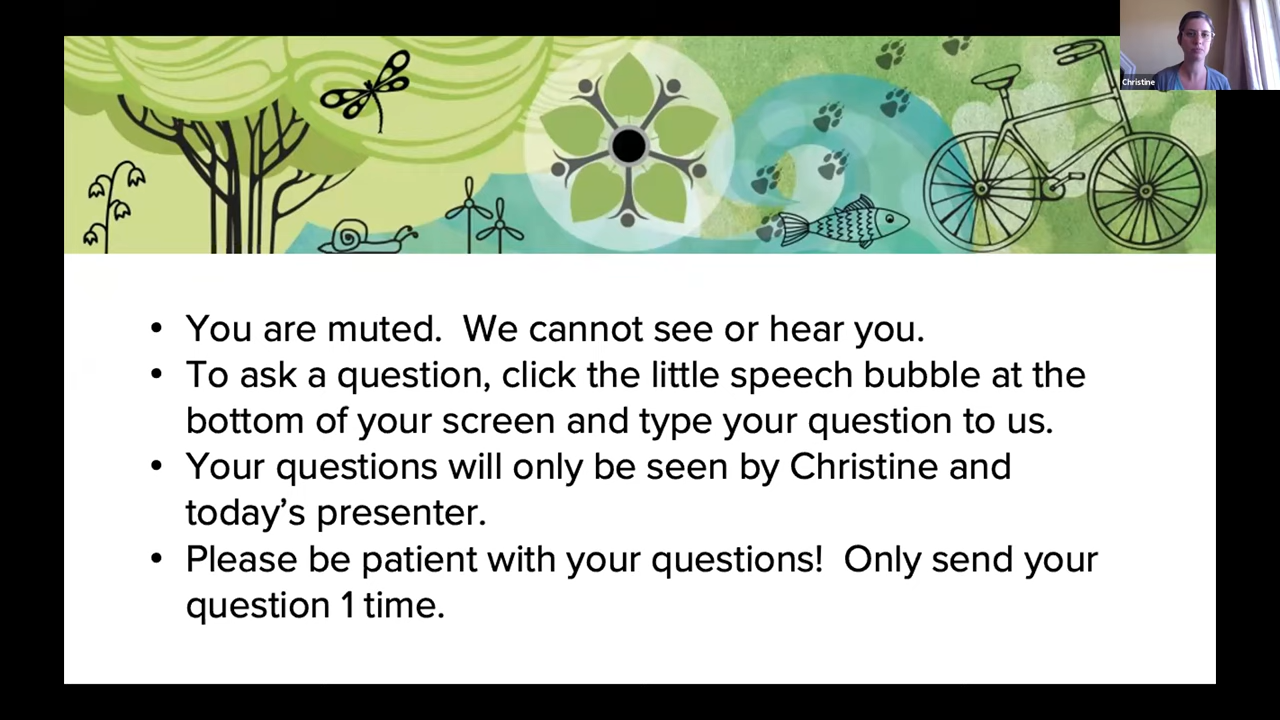 Christine
• You are muted.  We cannot see or hear you.
• To ask a question, click the little speech bubble at the
bottom of your screen and type your question to us.
• Your questions will only be seen by Christine and
today’s presenter.
• Please be patient with your questions!  Only send your
question 1 time.